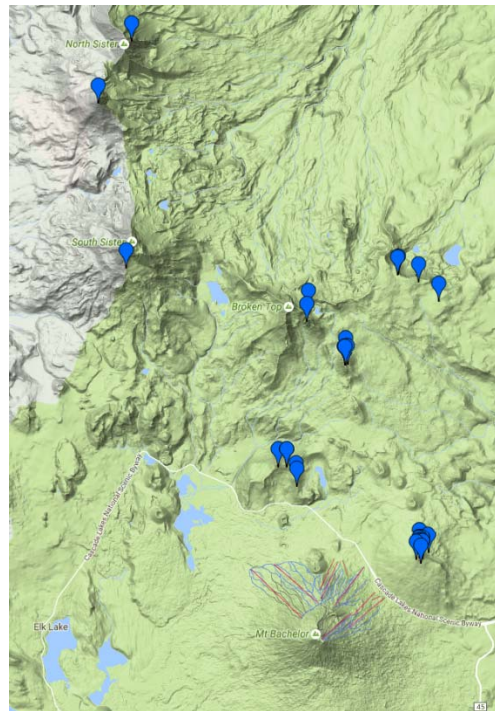 North Sister
South Sister
Broken Top
Cascade Lakes National Scenic Byway
Cascade Lakes National Scenic Byway
Elk Lake
Mt Bachelor
45